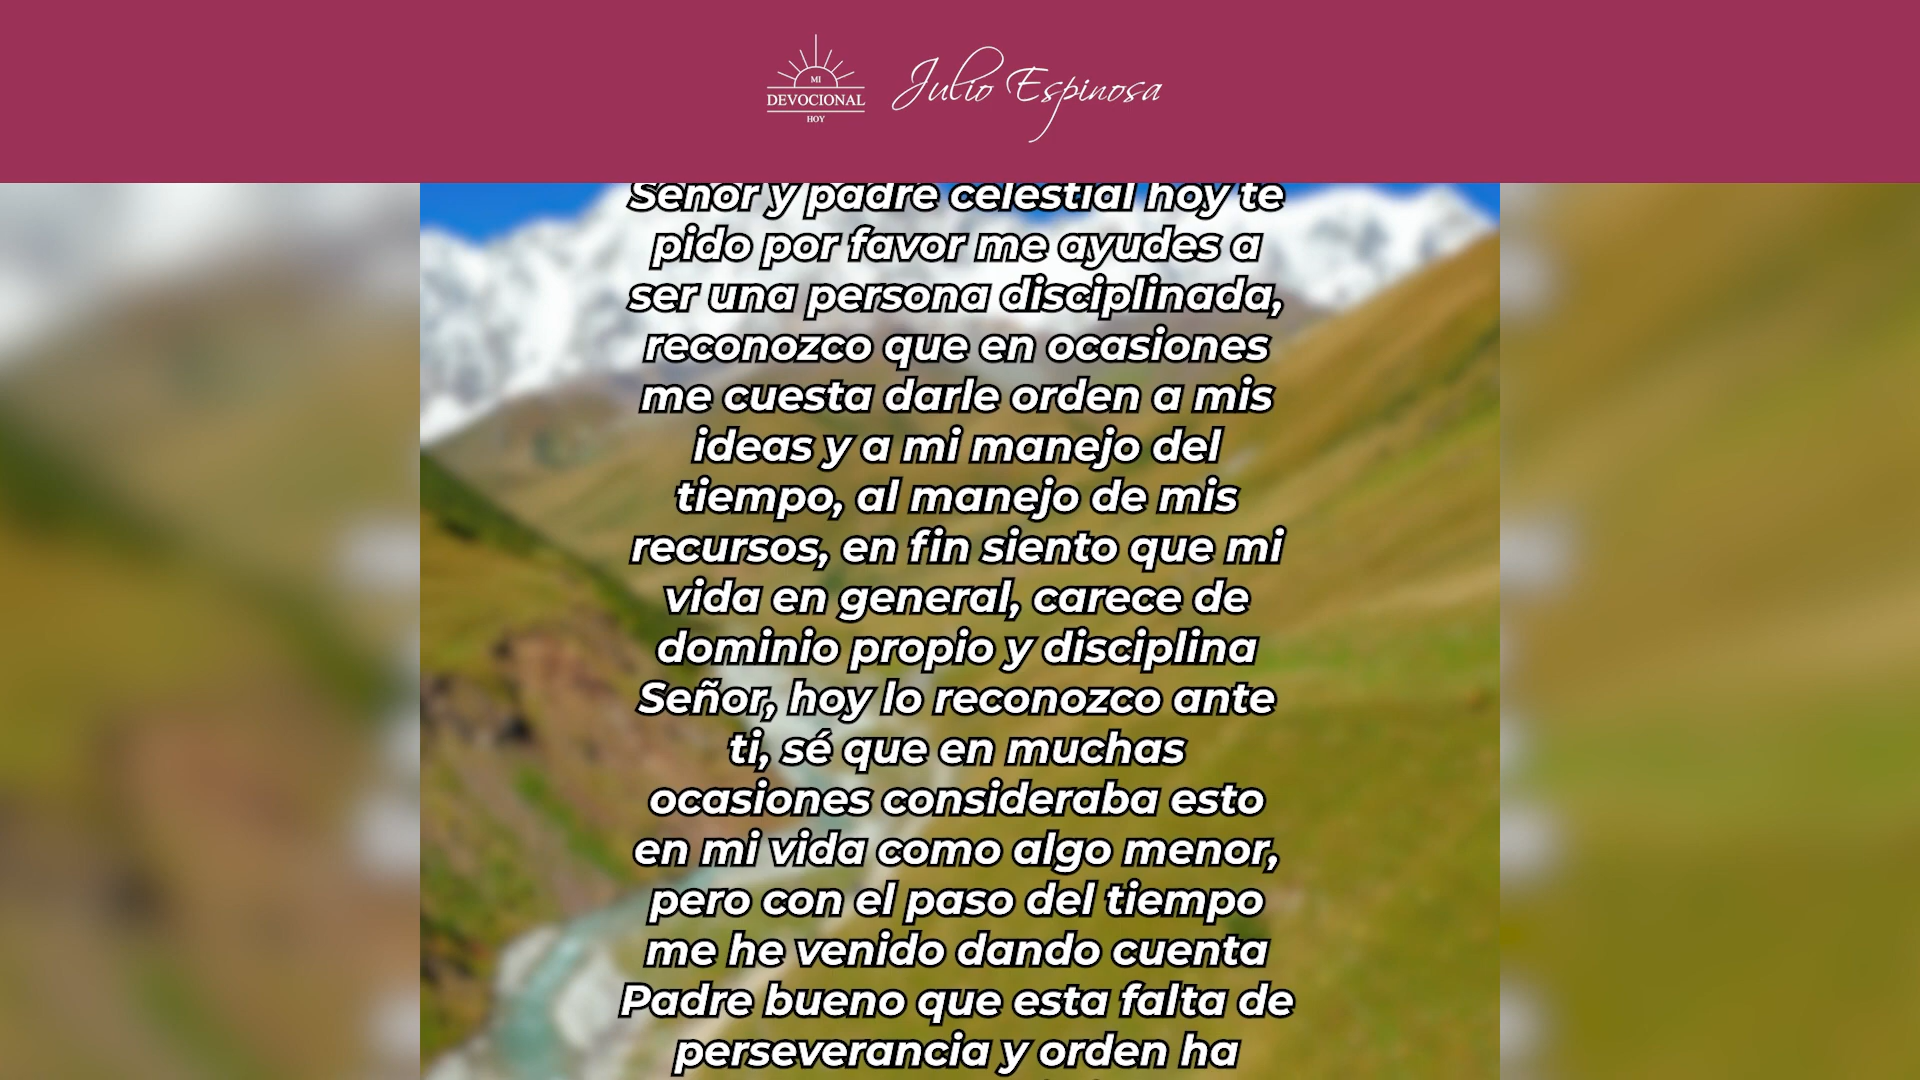 MI
DEVOCIONAL
HOY
Julio Espinosa
Señor y padre celestial hoy te
pido por favor me ayudes a
ser una persona disciplinada,
reconozco que en ocasiones
me cuesta darle orden a mis
ideas y a mi manejo del
tiempo, al manejo de mis
recursos, en fin siento que mi
vida en general, carece de
dominio propio y disciplina
Señor, hoy lo reconozco ante
ti, sé que en muchas
ocasiones consideraba esto
en mi vida como algo menor,
pero con el paso del tiempo
me he venido dando cuenta
Padre bueno que esta falta de
perseverancia y orden ha